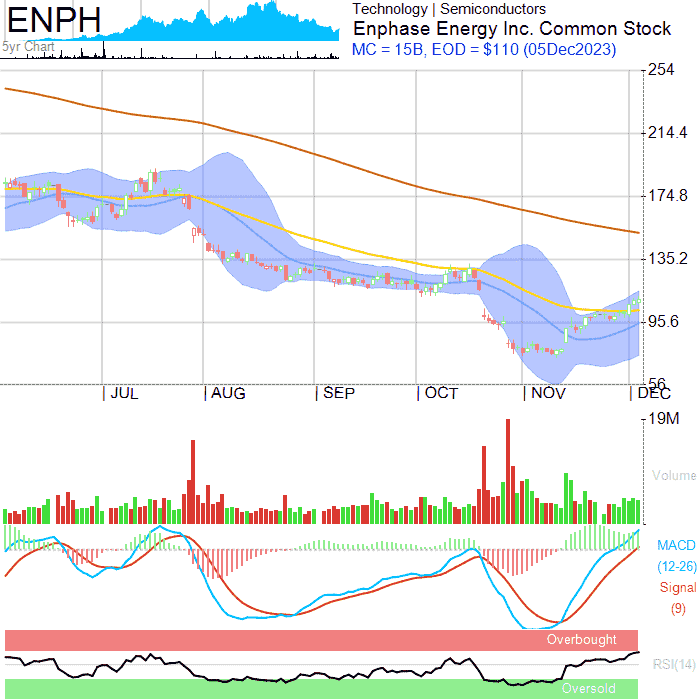 ENPH
5yr Chart
Technology | Semiconductors
Enphase Energy Inc. Common Stock
MC = 15B, EOD = $110 (05Dec2023)
254
214.4
174.8
135.2
95.6
56
JUL AUG SEP OCT NOV DEC
19M
Volume
MACD
(12-26)
Signal
(9)
Overbought
RSI(14)
Oversold